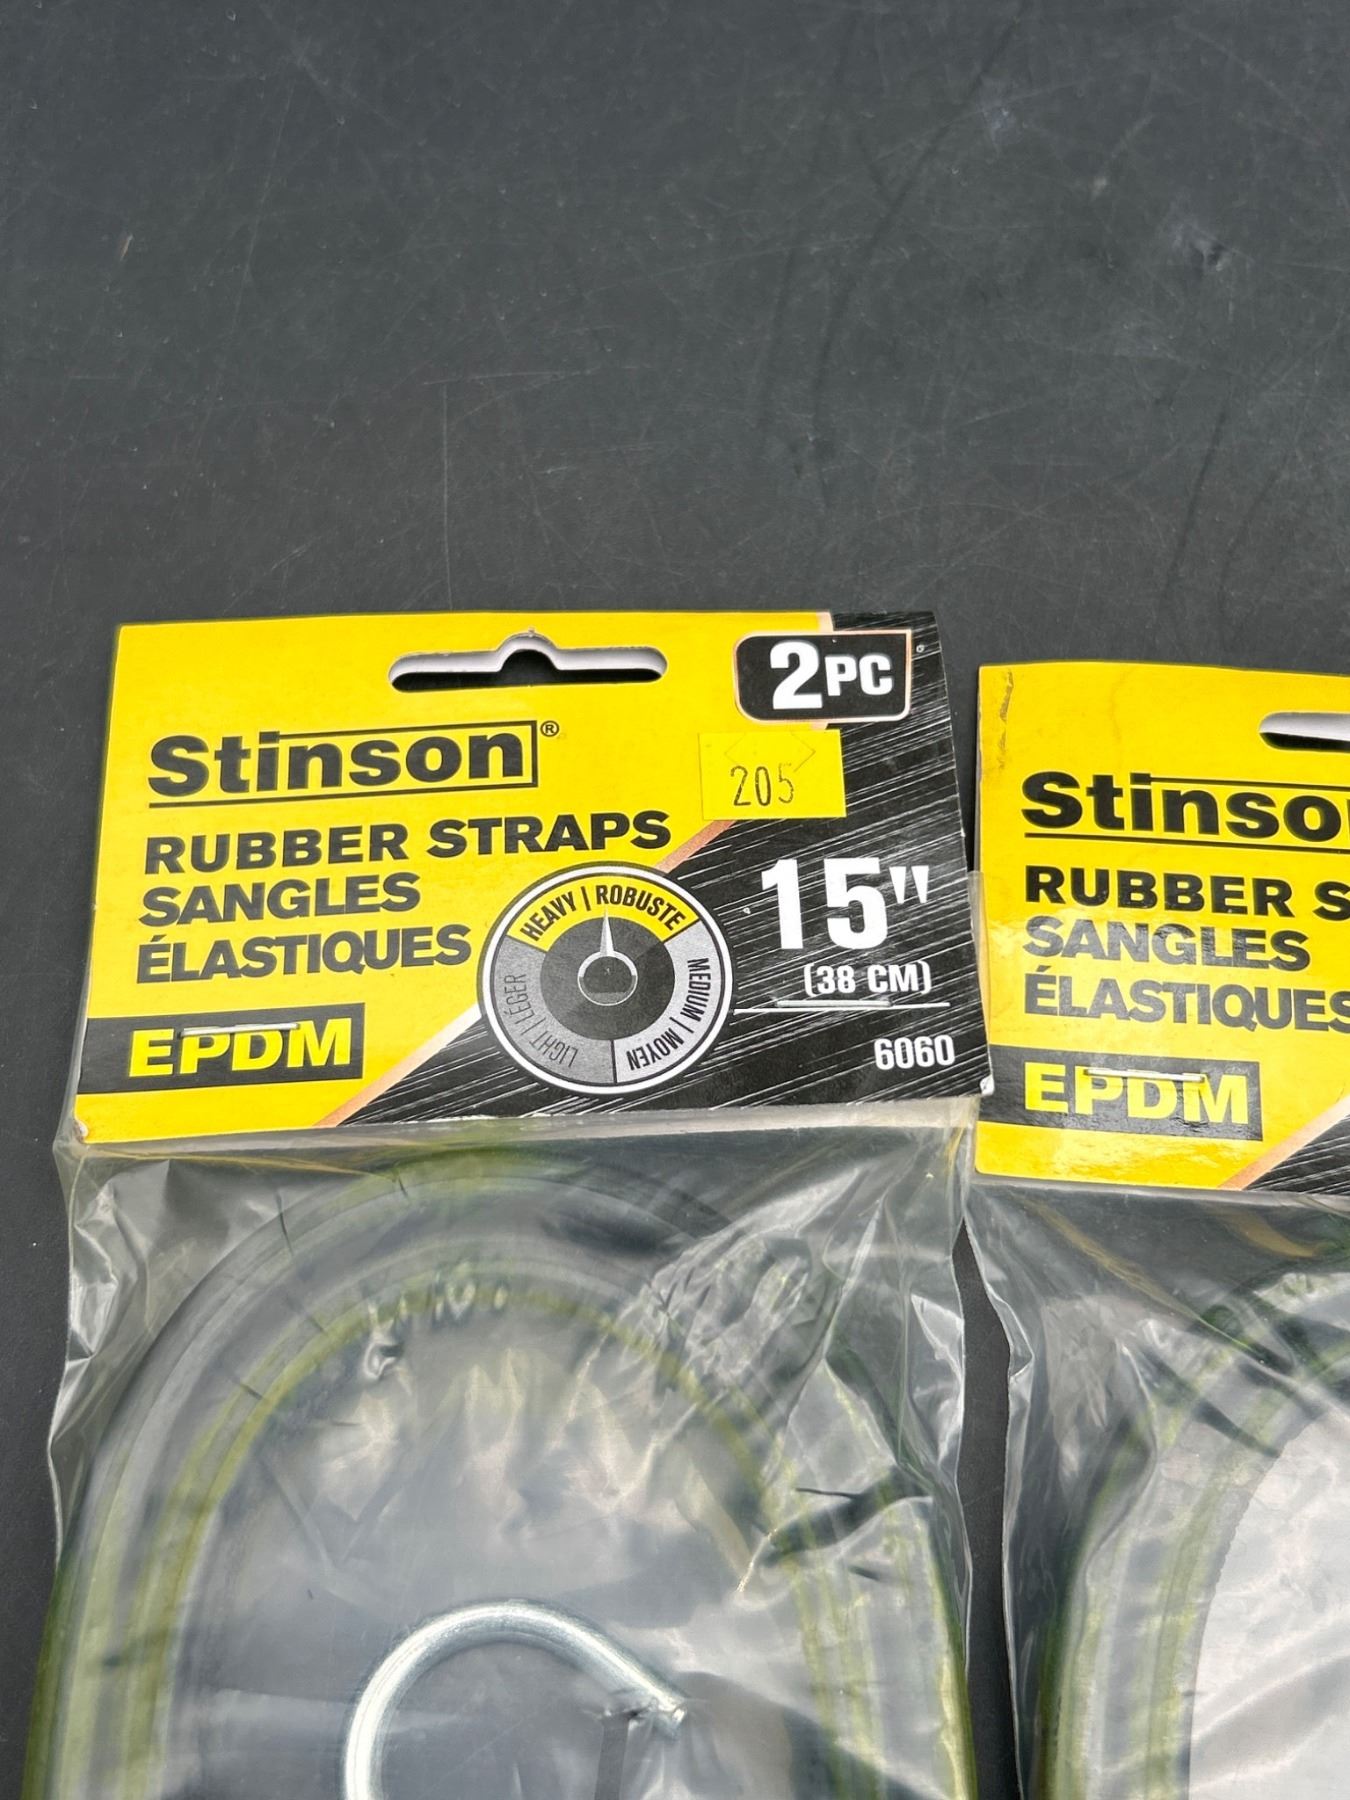 2PC
Stinson®
205
RUBBER STRAPS
SANGLES
ÉLASTIQUES
HEAVY | ROBUSTE
MEDIUM | MOYEN
LIGHT | LÉGER
15"
(38 CM)
EPDM
6060
Stinso
RUBBER S
SANGLES
ÉLASTIQUES
EPDM